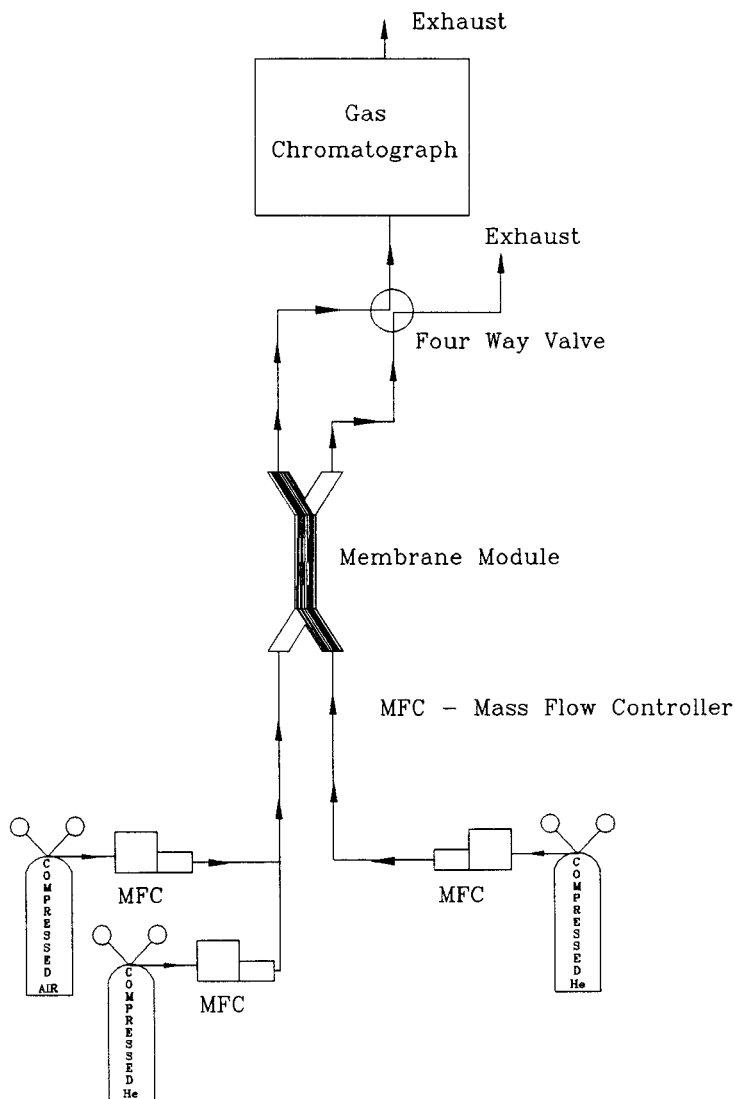 Exhaust
Gas
Chromatograph
Exhaust
Four Way Valve
Membrane Module
MFC – Mass Flow Controller
MFC
MFC
MFC
COMPRESSED
AIR
COMPRESSED
He
COMPRESSED
He